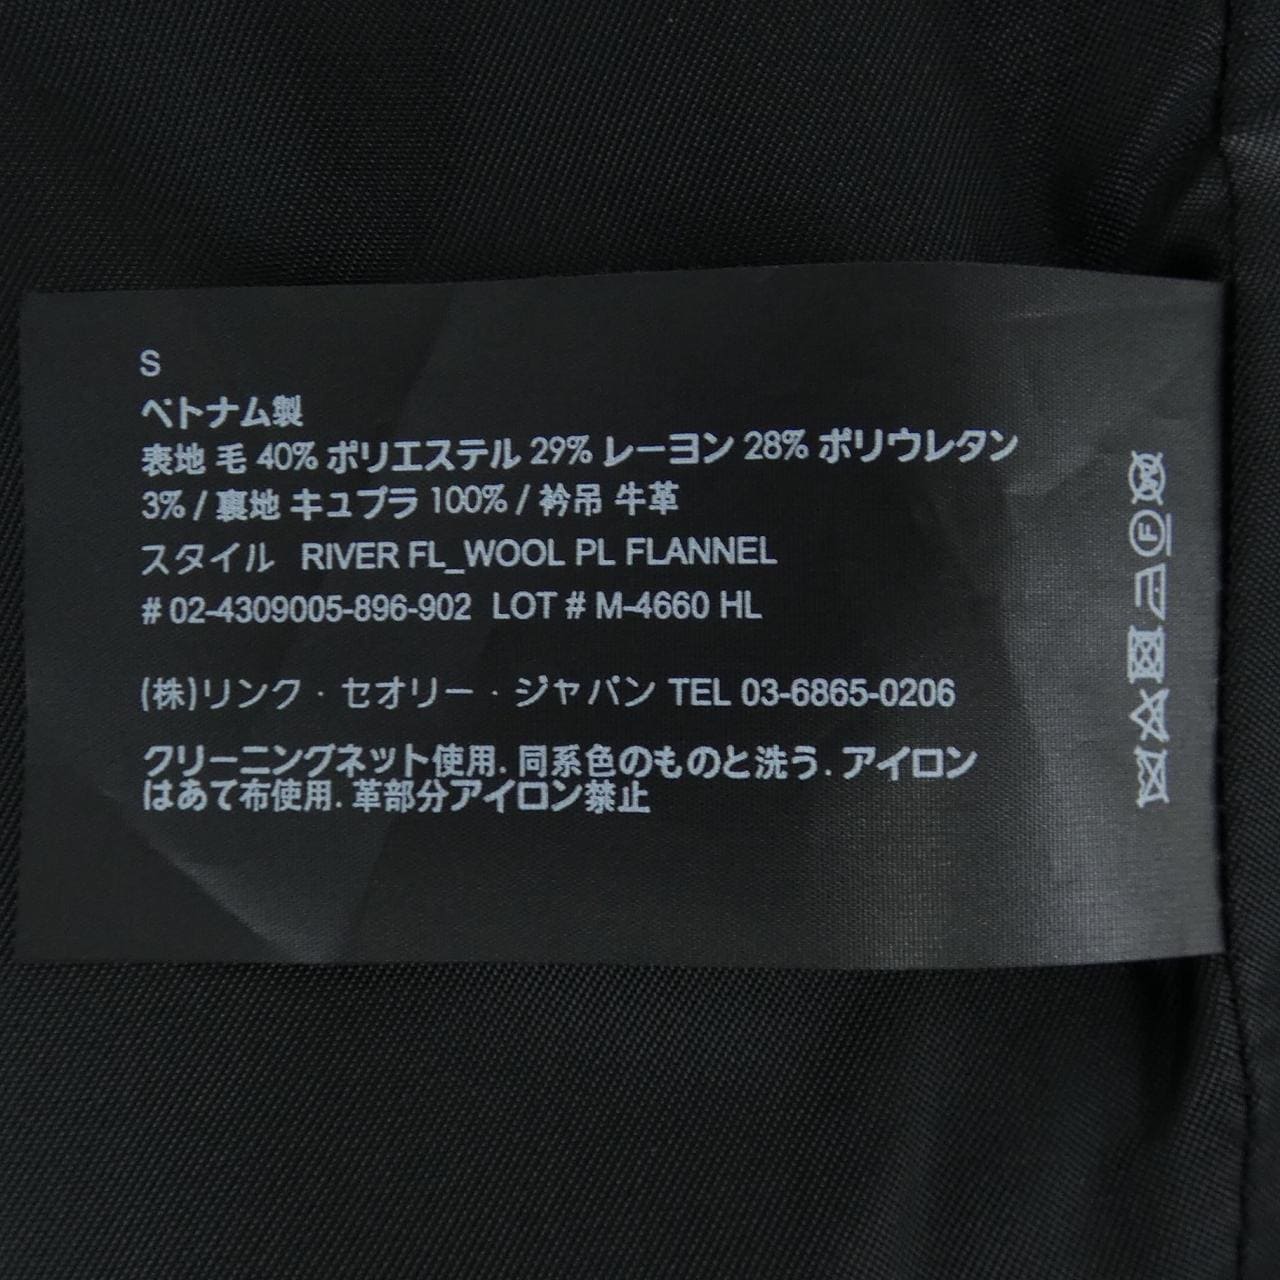 S
ベトナム製
表地 毛 40% ポリエステル 29% レーヨン 28% ポリウレタン
3% / 裏地 キュプラ 100% / 衿吊 牛革
スタイル RIVER FL_WOOL PL FLANNEL
# 02-4309005-896-902 LOT # M-4660 HL
(株)リンク・セオリー・ジャパン TEL 03-6865-0206
クリーニングネット使用. 同系色のものと洗う. アイロン
はあて布使用. 革部分アイロン禁止
W
F